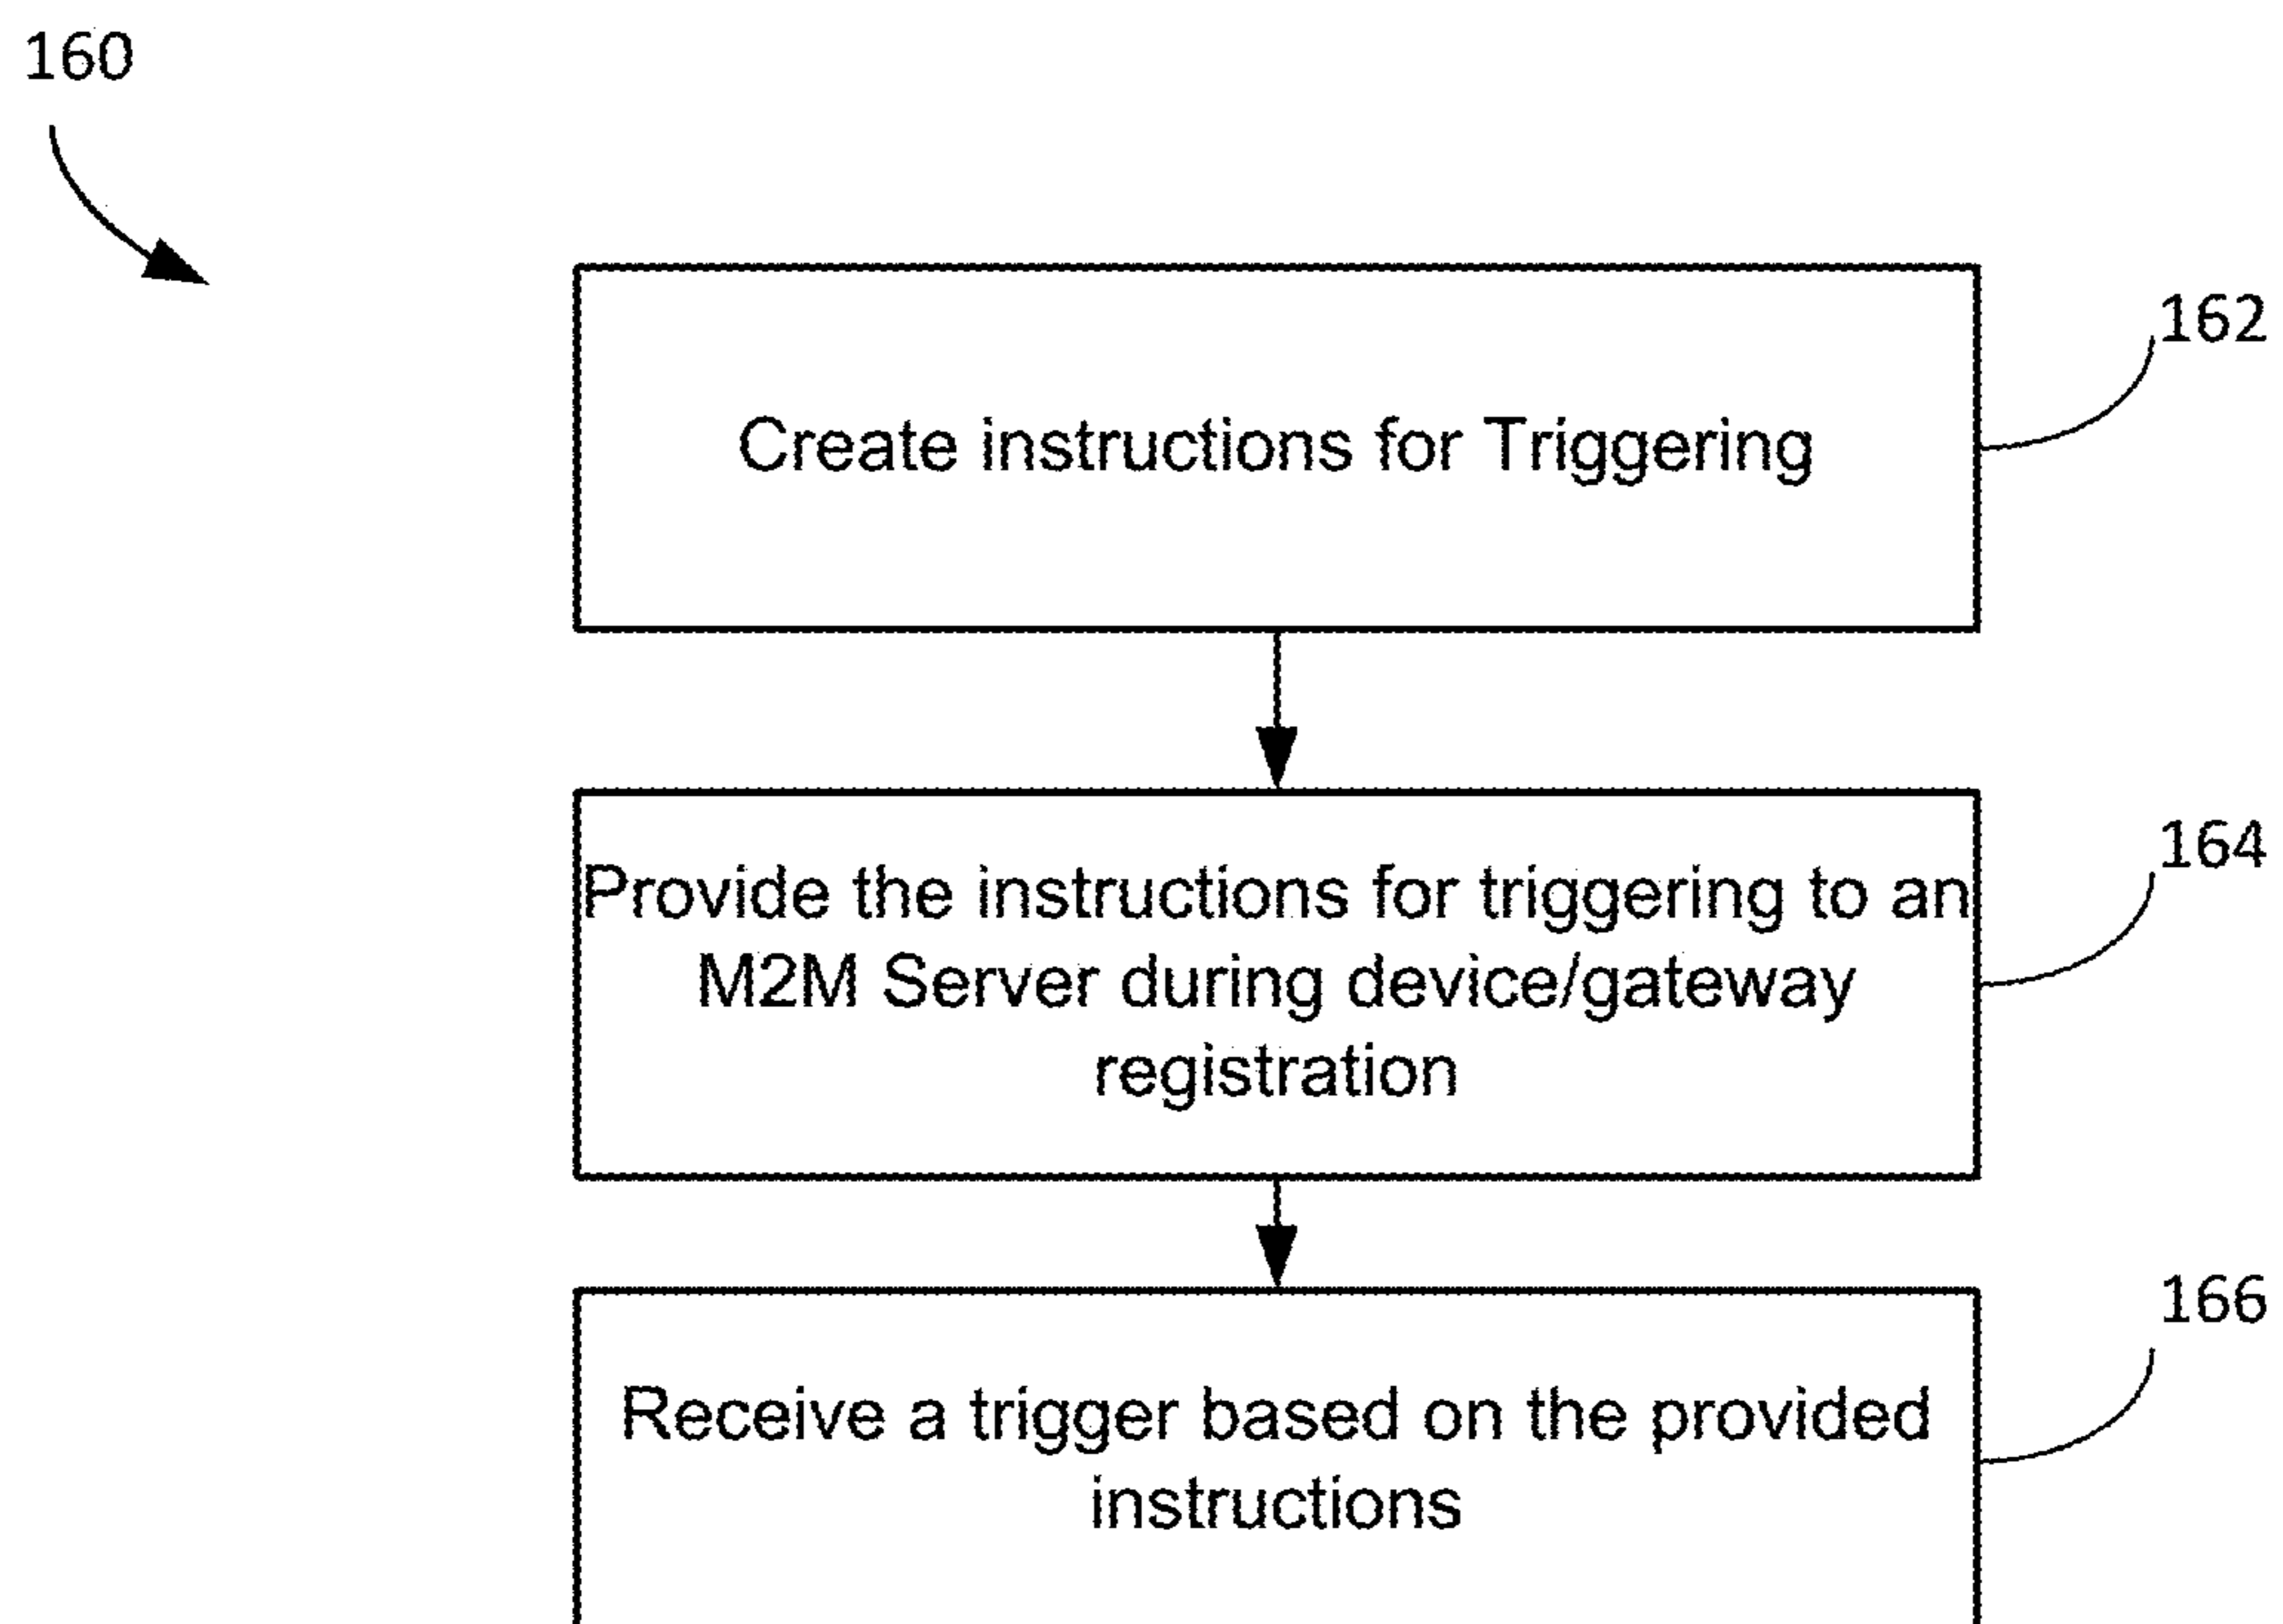 160
162
Create instructions for Triggering
164
Provide the instructions for triggering to an
M2M Server during device/gateway
registration
166
Receive a trigger based on the provided
instructions